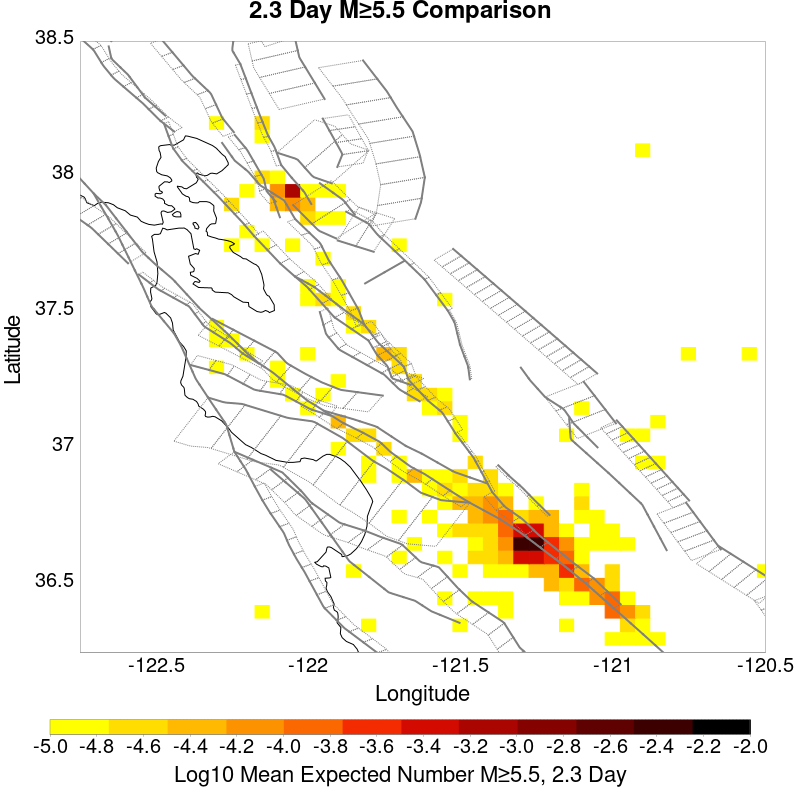 2.3 Day M≥5.5 Comparison
38.5
38
37.5
37
36.5
Latitude
-122.5 -122 -121.5 -121 -120.5
Longitude
-5.0 -4.8 -4.6 -4.4 -4.2 -4.0 -3.8 -3.6 -3.4 -3.2 -3.0 -2.8 -2.6 -2.4 -2.2 -2.0
Log10 Mean Expected Number M≥5.5, 2.3 Day